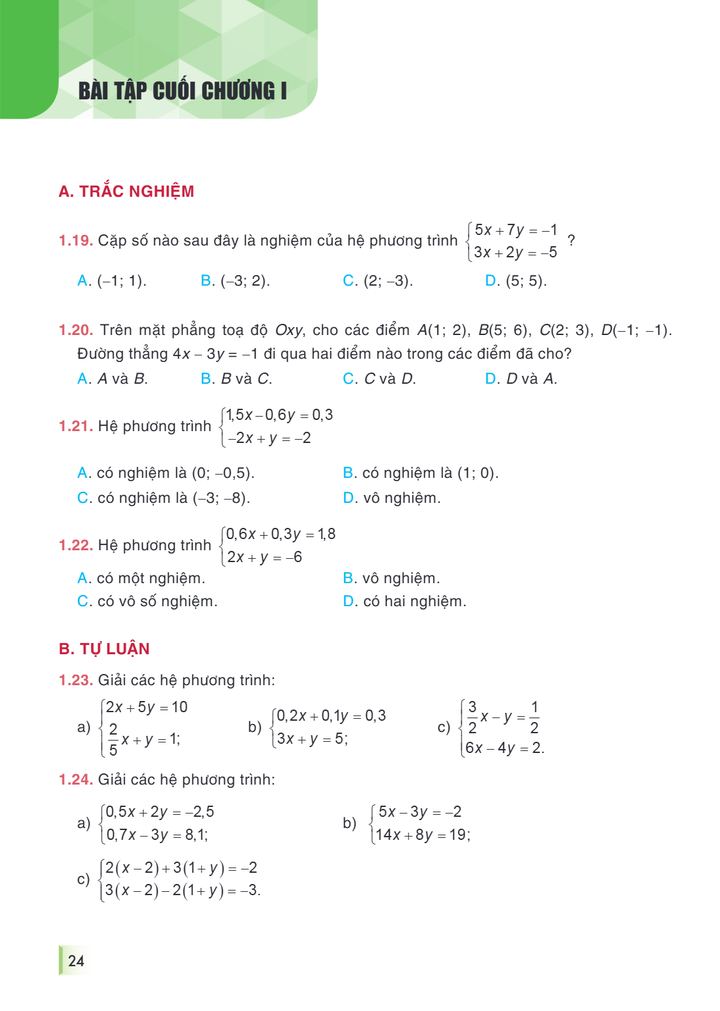 BÀI TẬP CUỐI CHƯƠNG I
A. TRẮC NGHIỆM
1.19. Cặp số nào sau đây là nghiệm của hệ phương trình { 5x + 7y = –1
3x + 2y = –5 ?
A. (–1; 1). B. (–3; 2). C. (2; –3). D. (5; 5).
1.20. Trên mặt phẳng toạ độ Oxy, cho các điểm A(1; 2), B(5; 6), C(2; 3), D(–1; –1).
Đường thẳng 4x – 3y = –1 đi qua hai điểm nào trong các điểm đã cho?
A. A và B. B. B và C. C. C và D. D. D và A.
1.21. Hệ phương trình { 1,5x – 0,6y = 0,3
–2x + y = –2
A. có nghiệm là (0; –0,5). B. có nghiệm là (1; 0).
C. có nghiệm là (–3; –8). D. vô nghiệm.
1.22. Hệ phương trình { 0,6x + 0,3y = 1,8
2x + y = –6
A. có một nghiệm. B. vô nghiệm.
C. có vô số nghiệm. D. có hai nghiệm.
B. TỰ LUẬN
1.23. Giải các hệ phương trình:
a) { 2x + 5y = 10
2/5 x + y = 1;
b) { 0,2x + 0,1y = 0,3
3x + y = 5;
c) { 3/2 x – y = 1/2
6x – 4y = 2.
1.24. Giải các hệ phương trình:
a) { 0,5x + 2y = –2,5
0,7x – 3y = 8,1;
b) { 5x – 3y = –2
14x + 8y = 19;
c) { 2(x – 2) + 3(1 + y) = –2
3(x – 2) – 2(1 + y) = –3.
24